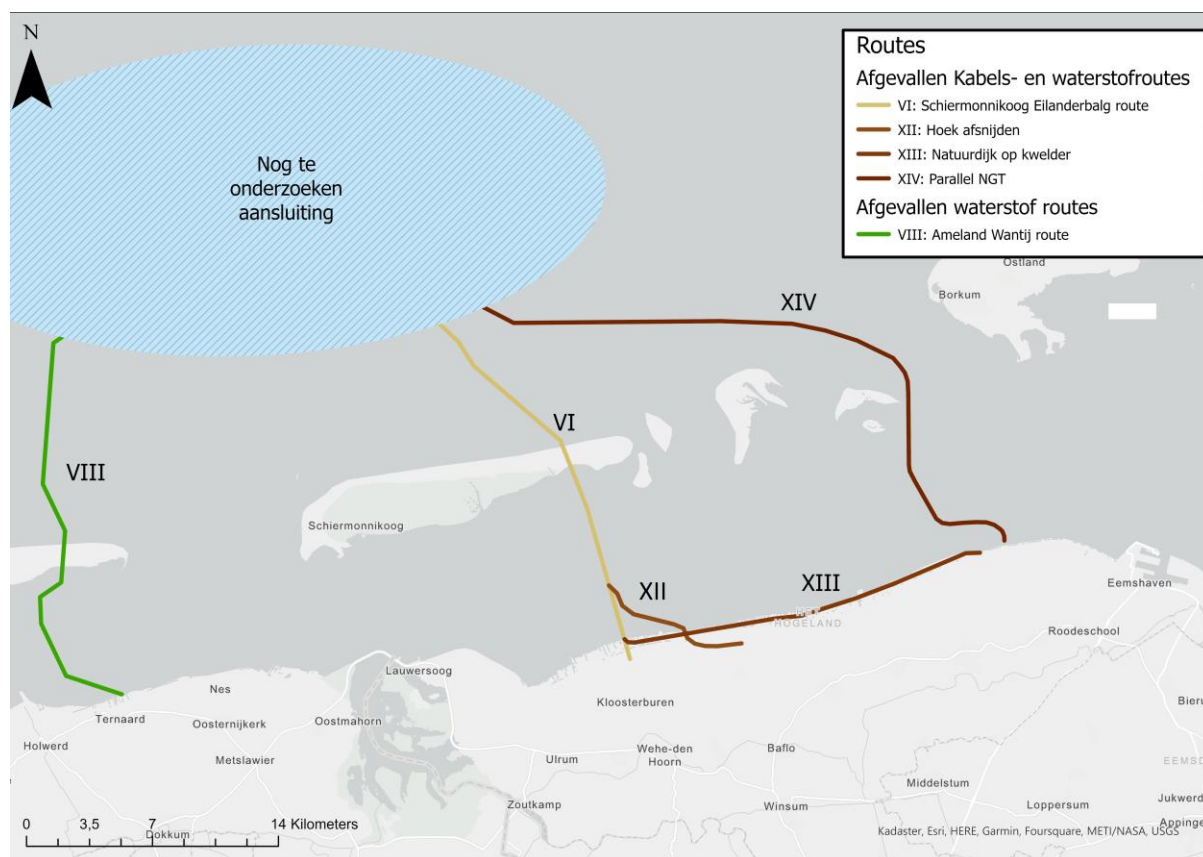 N
Nog te
onderzoeken
aansluiting
Routes
Afgevallen Kabels- en waterstofroutes
VI: Schiermonnikoog Eilanderbalg route
XII: Hoek afsnijden
XIII: Natuurdijk op kwelder
XIV: Parallel NGT
Afgevallen waterstof routes
VIII: Ameland Wantij route
Ostland
Borkum
XIV
VI
VIII
Schiermonnikoog
XII
XIII
HET
HOGELAND
Eemshaven
Roodeschool
Lauwersoog
Nes
Ternaard
Oosternijkerk
Oostmahorn
Kloosterburen
Bieru
Holwerd
Metslawier
Ulrum
Wehe-den
Hoorn
Baflo
EEMSD
Middelstum
Zoutkamp
Winsum
Loppersum
Jukwerd
Appinge
0 3,5 7 14 Kilometers
Dokkum
Kadaster, Esri, HERE, Garmin, Foursquare, METI/NASA, USGS